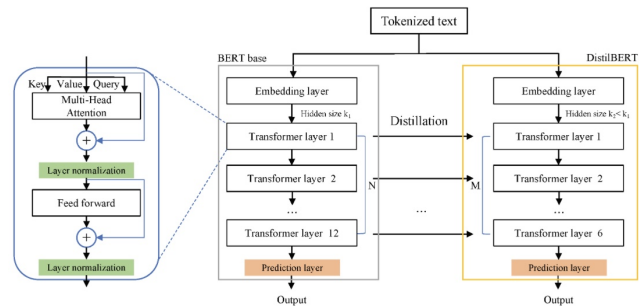 Tokenized text
BERT base
DistilBERT
Key Value Query
Multi-Head
Attention
+
Layer normalization
Feed forward
+
Layer normalization
Embedding layer
Hidden size k₁
Transformer layer 1
Transformer layer 2
...
Transformer layer 12
N
Prediction layer
Output
Distillation
...
Embedding layer
Hidden size k₂< k₁
Transformer layer 1
Transformer layer 2
M
...
Transformer layer 6
Prediction layer
Output